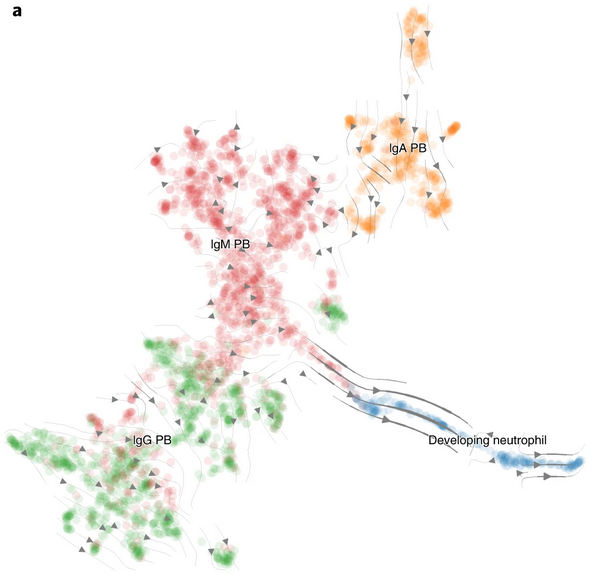 a
IgA PB
IgM PB
IgG PB
Developing neutrophil